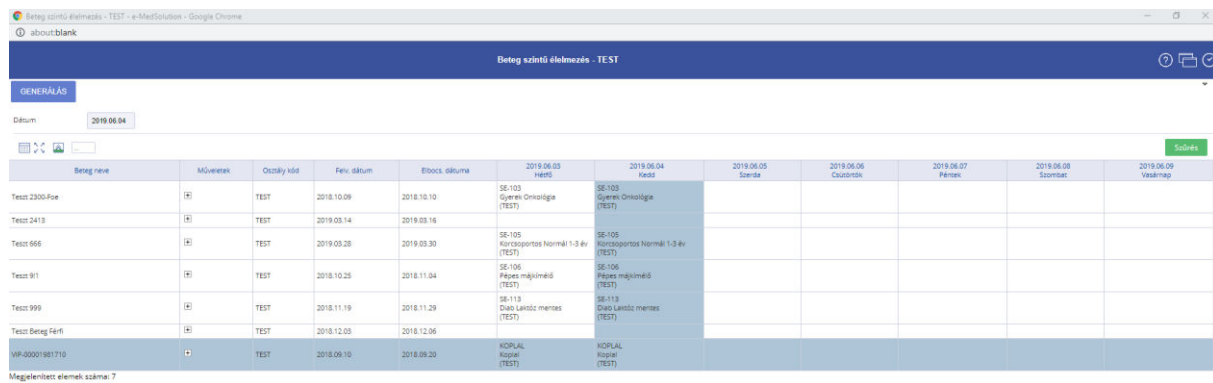 Beteg szintű élelmezés - TEST - e-MedSolution - Google Chrome
about:blank
Beteg szintű élelmezés - TEST
GENERÁLÁS
Dátum 2019.06.04
Szűrés
Beteg neve Műveletek Osztály kód Felv. dátum Elbocs. dátuma 2019.06.03 2019.06.04 2019.06.05 2019.06.06 2019.06.07 2019.06.08 2019.06.09
Hétfő Kedd Szerda Csütörtök Péntek Szombat Vasárnap
SE-103 SE-103
Teszt 2300-Poe TEST 2018.10.09 2018.10.10 Gyerek Onkológia Gyerek Onkológia
(TEST) (TEST)
Teszt 2413 TEST 2019.03.14 2019.03.16
SE-105 SE-105
Teszt 666 TEST 2019.03.28 2019.03.30 Korcsoportos Normál 1-3 év Korcsoportos Normál 1-3 év
(TEST) (TEST)
SE-106 SE-106
Teszt 9!1 TEST 2018.10.25 2018.11.04 Pépes májkímélő Pépes májkímélő
(TEST) (TEST)
SE-113 SE-113
Teszt 999 TEST 2018.11.19 2018.11.29 Diab Laktóz mentes Diab Laktóz mentes
(TEST) (TEST)
Teszt Beteg Férfi TEST 2018.12.03 2018.12.06
KOPLAL KOPLAL
VIP-00001981710 TEST 2018.09.10 2018.09.20 Koplal Koplal
(TEST) (TEST)
Megjelenített elemek száma: 7